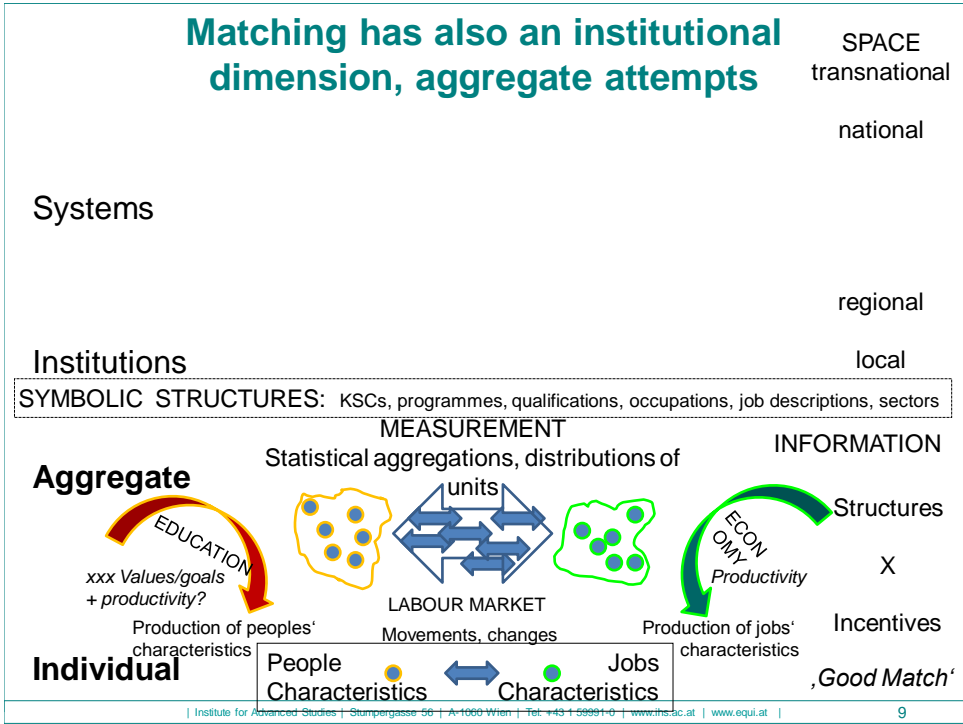 Matching has also an institutional
dimension, aggregate attempts
SPACE
transnational
national
Systems
regional
Institutions
local
SYMBOLIC STRUCTURES: KSCs, programmes, qualifications, occupations, job descriptions, sectors
MEASUREMENT
Statistical aggregations, distributions of
units
INFORMATION
Aggregate
Structures
EDUCATION
ECON
OMY
xxx Values/goals
+ productivity?
Productivity
X
LABOUR MARKET
Movements, changes
Production of peoples‘
characteristics
Production of jobs‘
characteristics
Incentives
Individual
People
Characteristics
Jobs
Characteristics
‚Good Match‘
| Institute for Advanced Studies | Stumpergasse 56 | A-1060 Wien | Tel: +43 1 59991-0 | www.ihs.ac.at | www.equi.at |
9